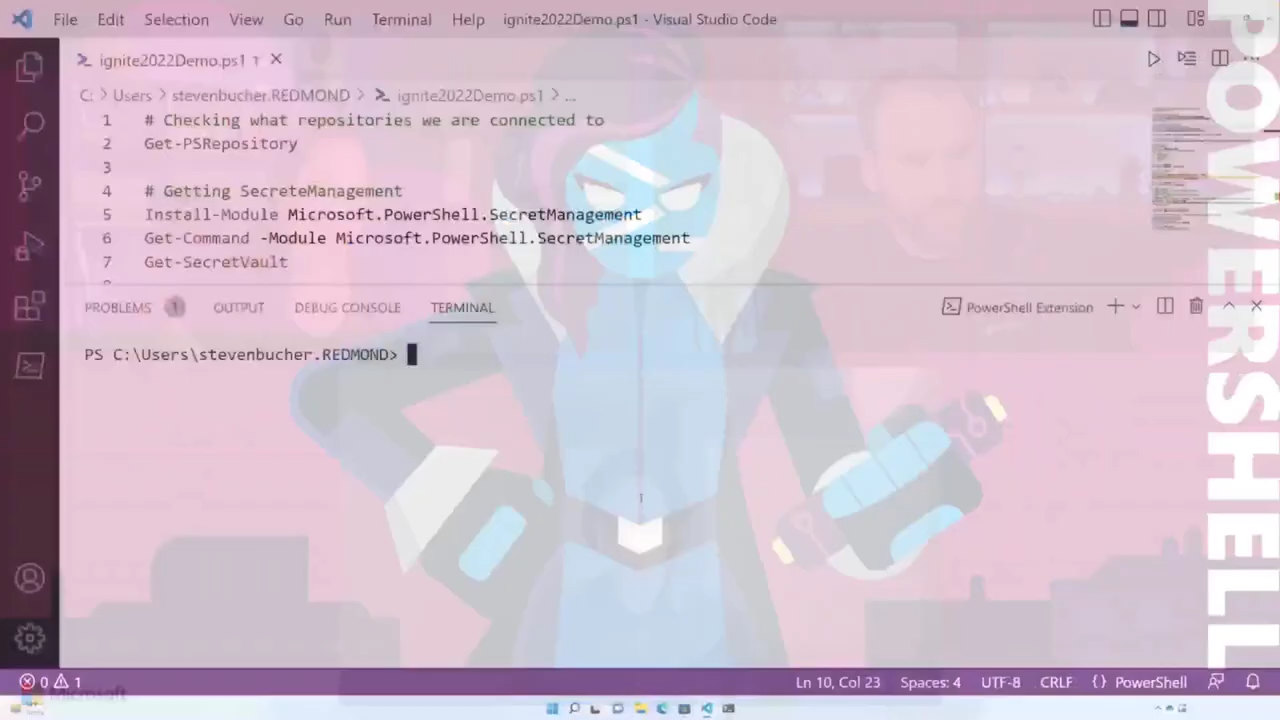 File Edit Selection View Go Run Terminal Help ignite2022Demo.ps1 - Visual Studio Code
ignite2022Demo.ps1 1
C: > Users > stevenbucher.REDMOND > ignite2022Demo.ps1 > ...
1 # Checking what repositories we are connected to
2 Get-PSRepository
3
4 # Getting SecreteManagement
5 Install-Module Microsoft.PowerShell.SecretManagement
6 Get-Command -Module Microsoft.PowerShell.SecretManagement
7 Get-SecretVault
PROBLEMS 1 OUTPUT DEBUG CONSOLE TERMINAL PowerShell Extension
PS C:\Users\stevenbucher.REDMOND>
POWERSHELL
0 1 Ln 10, Col 23 Spaces: 4 UTF-8 CRLF {} PowerShell
Microsoft